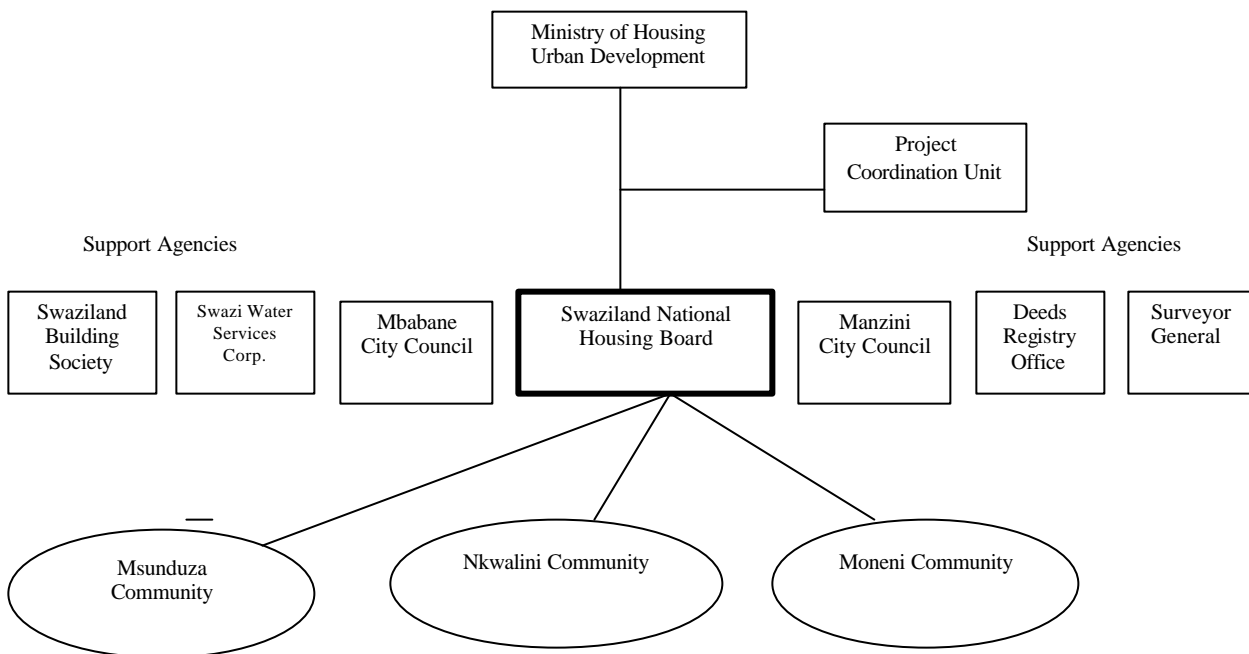 Ministry of Housing
Urban Development
Project
Coordination Unit
Support Agencies
Support Agencies
Swaziland
Building
Society
Swazi Water
Services
Corp.
Mbabane
City Council
Swaziland National
Housing Board
Manzini
City Council
Deeds
Registry
Office
Surveyor
General
Msunduza
Community
Nkwalini Community
Moneni Community